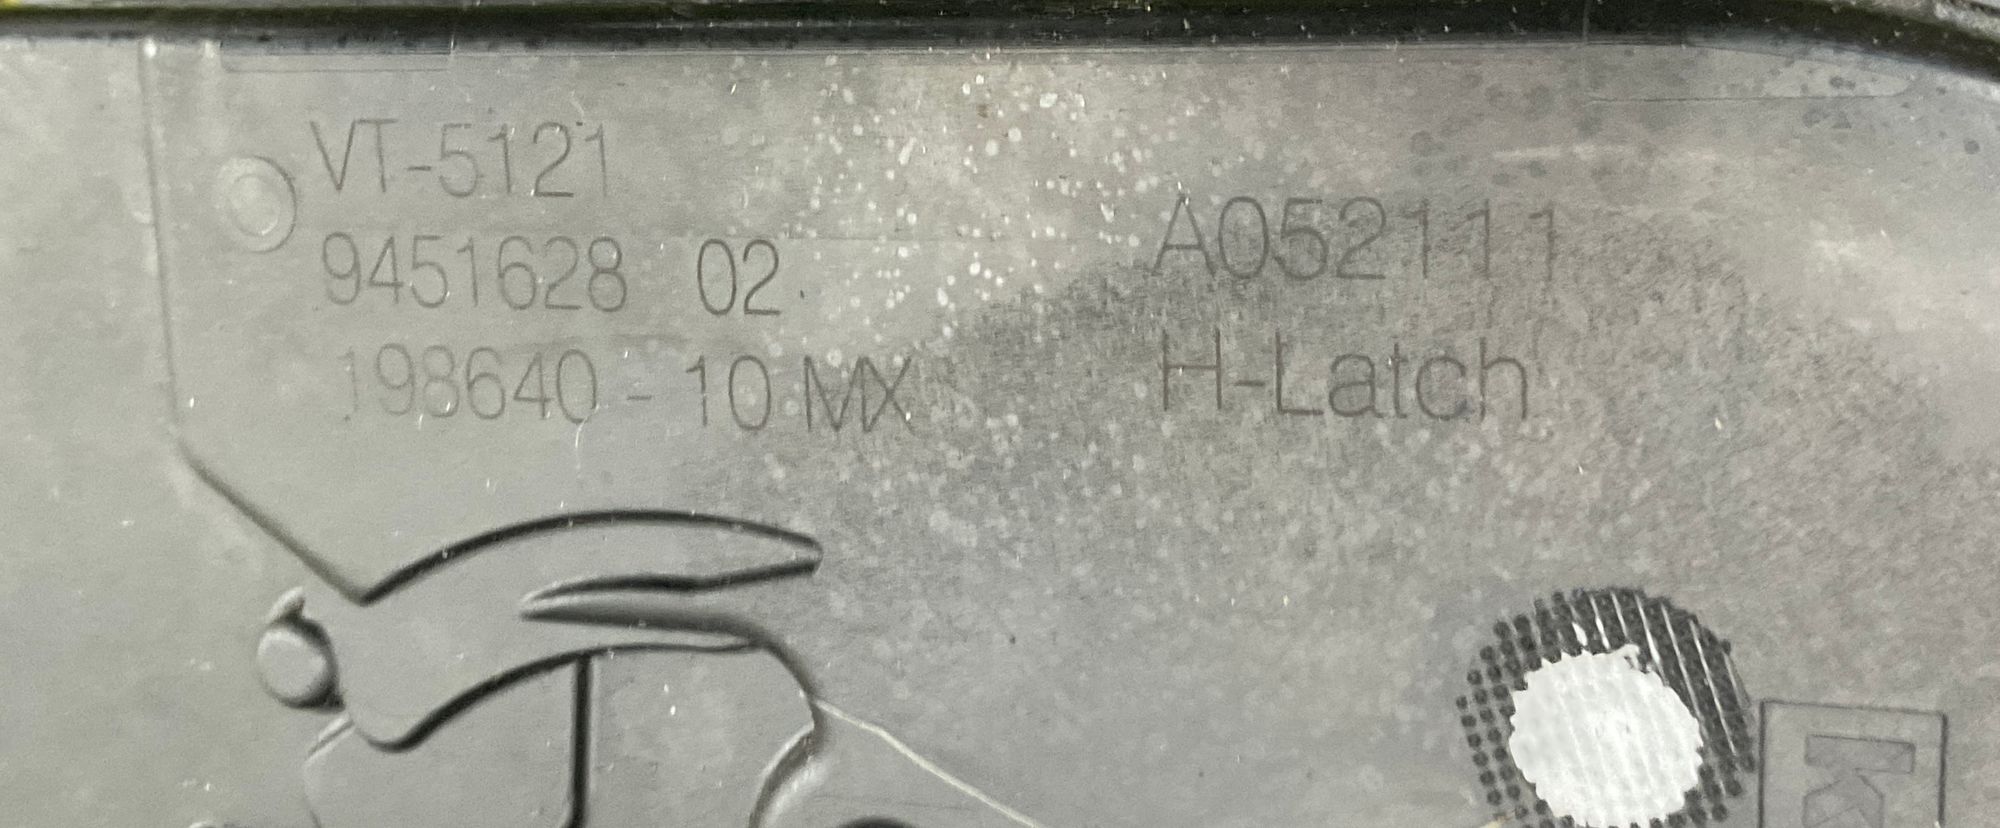 VT-5121
9451628 02
198640 - 10 MX
A052111
H-Latch